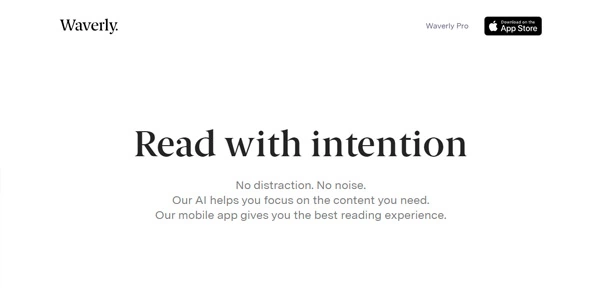 Waverly.
Waverly Pro
Download on the
App Store
Read with intention
No distraction. No noise.
Our AI helps you focus on the content you need.
Our mobile app gives you the best reading experience.